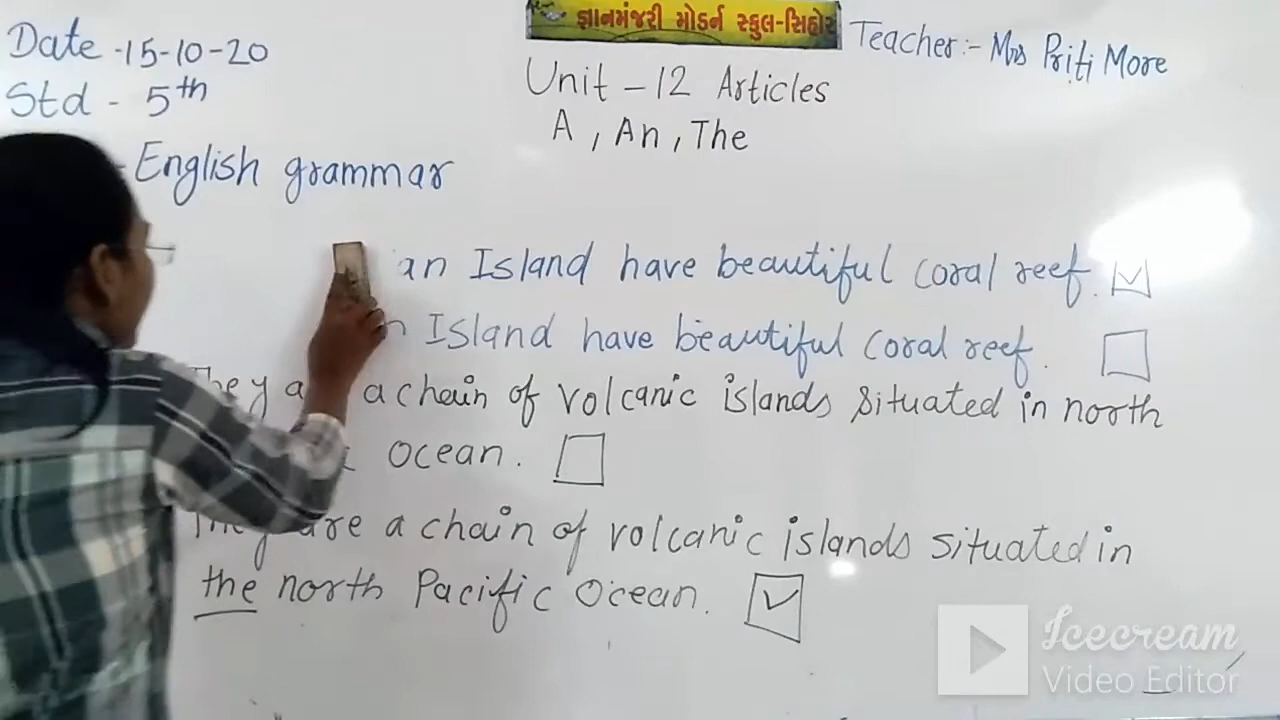 જ્ઞાનમંજરી મોડર્ન સ્કુલ-સિહોર
Date -15-10-20
Teacher:- Mrs Priti More
Std - 5th
Unit - 12 Articles
A, An, The
-English grammar
an Island have beautiful coral reef.
Island have beautiful coral reef.
They a chain of volcanic islands situated in north
Ocean.
They are a chain of volcanic islands situated in
the north Pacific Ocean.
Icecream
Video Editor